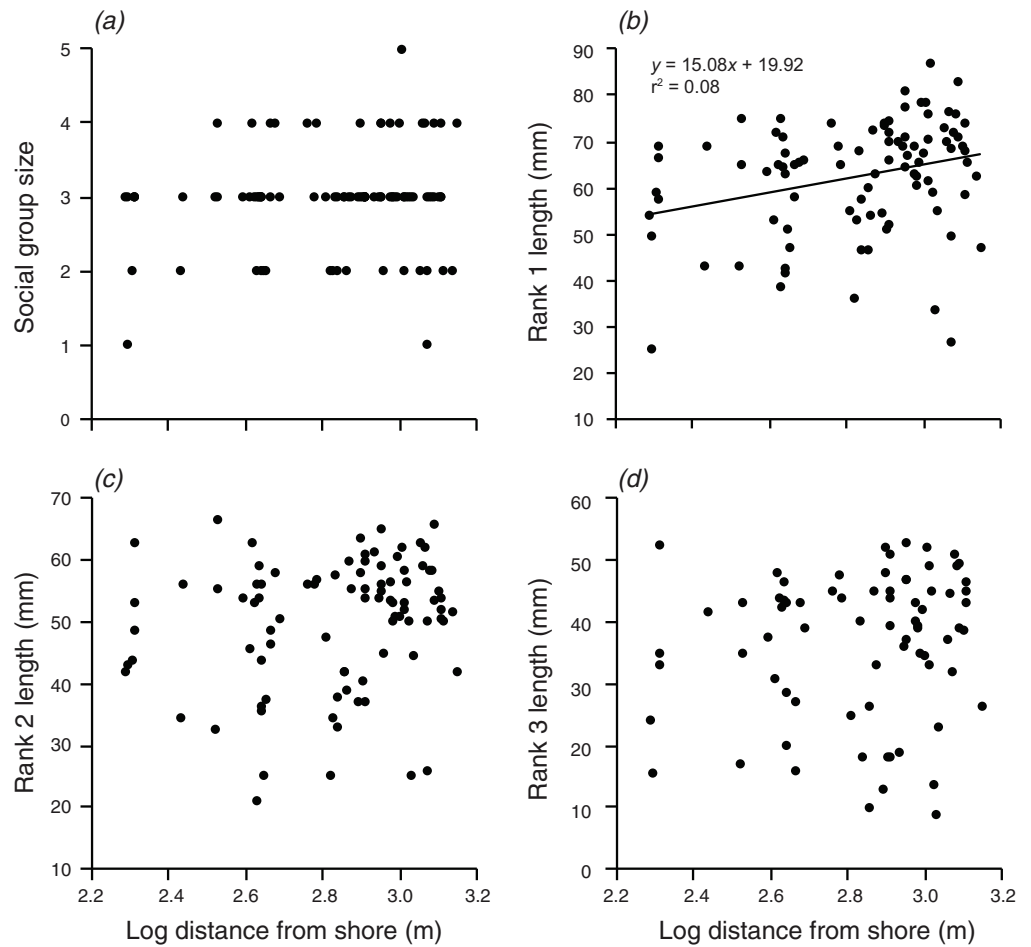 (a)
5
4
3
2
1
0
Social group size
(b)
y = 15.08x + 19.92
r² = 0.08
90
80
70
60
50
40
30
20
10
Rank 1 length (mm)
(c)
70
60
50
40
30
20
10
Rank 2 length (mm)
2.2 2.4 2.6 2.8 3.0 3.2
Log distance from shore (m)
(d)
60
50
40
30
20
10
0
Rank 3 length (mm)
2.2 2.4 2.6 2.8 3.0 3.2
Log distance from shore (m)